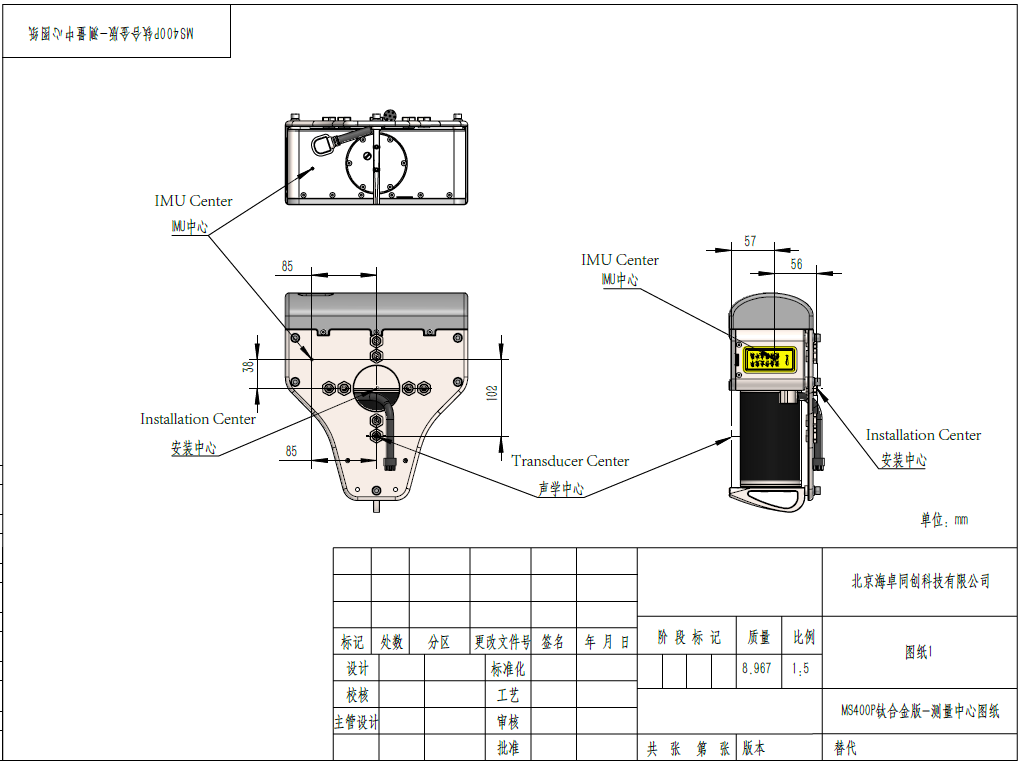 MS400P钛合金版-测量中心图纸
IMU Center
IMU中心
85
38
102
Installation Center
安装中心
85
Transducer Center
声学中心
57
56
IMU Center
IMU中心
Installation Center
安装中心
单位：mm
标记 处数 分区 更改文件号 签名 年 月 日
设计 标准化
校核 工艺
主管设计 审核
批准
阶 段 标 记 质量 比例
8.967 1:5
共 张 第 张 版本 替代
北京海卓同创科技有限公司
图纸1
MS400P钛合金版-测量中心图纸